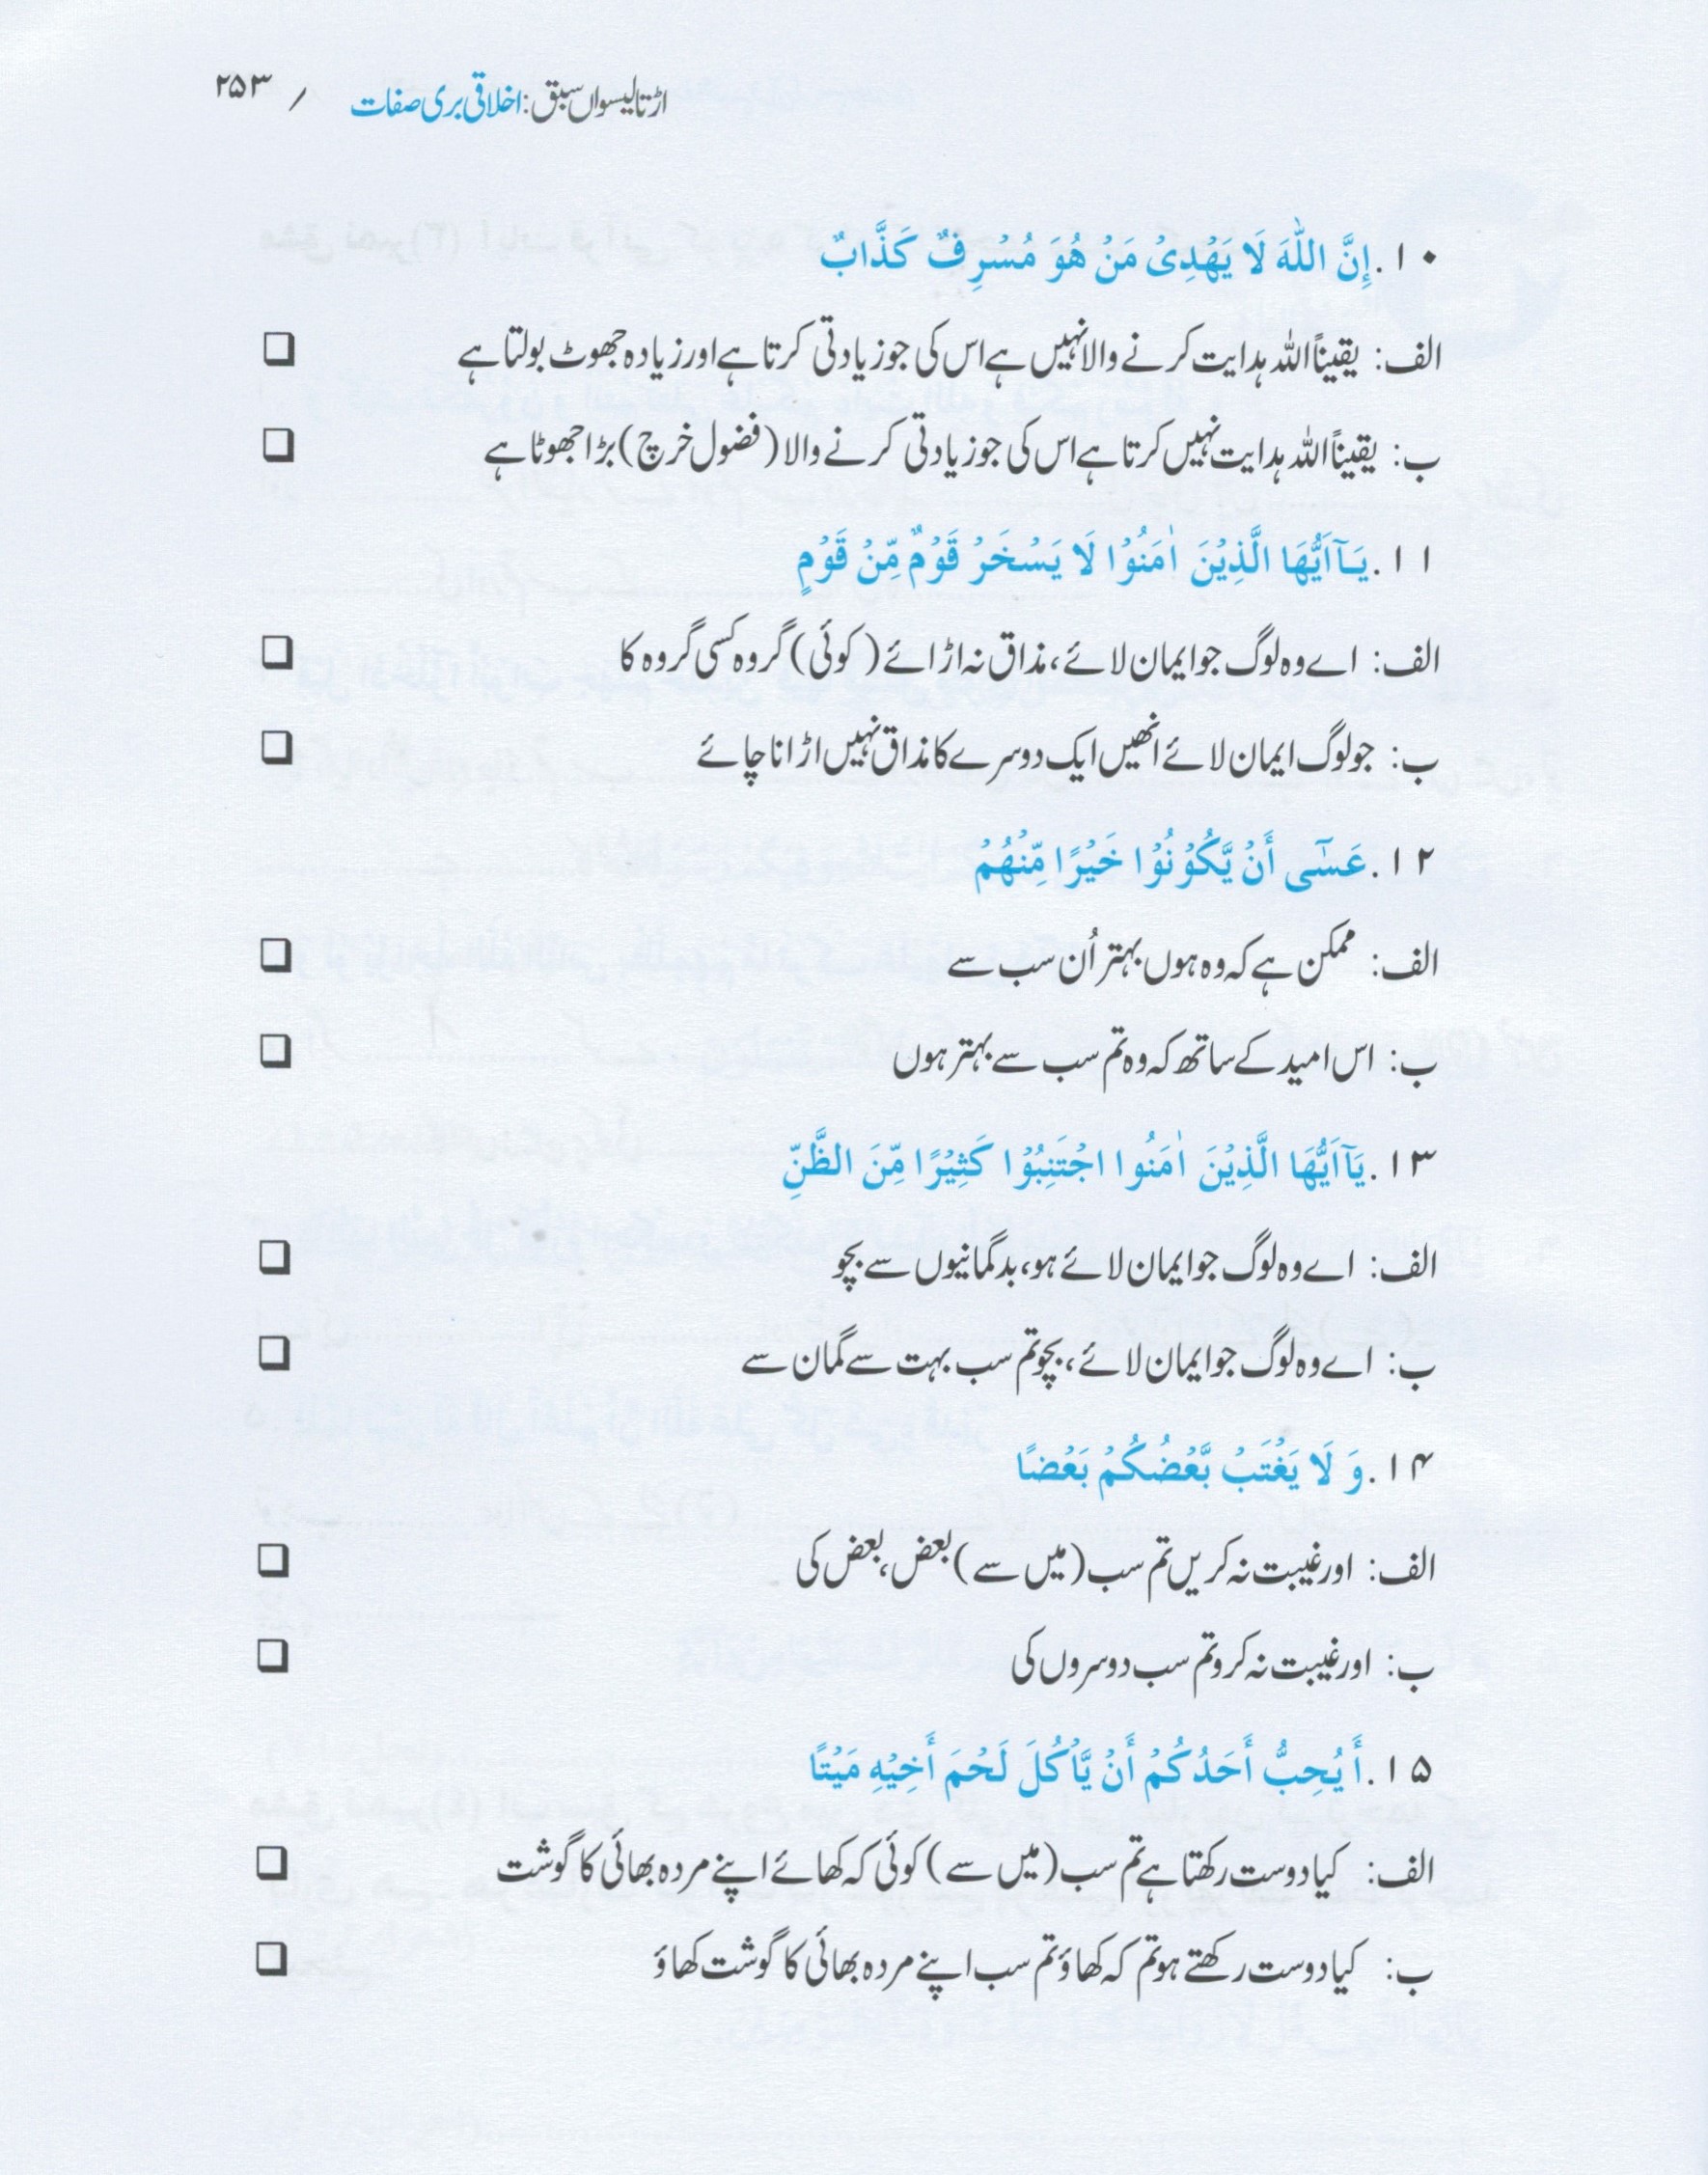 اڑتالیسواں سبق: اخلاقی بری صفات / ۲۵۳
۱۰. إِنَّ اللّٰهَ لَا يَهْدِىْ مَنْ هُوَ مُسْرِفٌ كَذَّابٌ
الف: یقیناً اللہ ہدایت کرنے والا نہیں ہے اس کی جو زیادتی کرتا ہے اور زیادہ جھوٹ بولتا ہے ❑
ب: یقیناً اللہ ہدایت نہیں کرتا ہے اس کی جو زیادتی کرنے والا (فضول خرچ) بڑا جھوٹا ہے ❑
۱۱. يَآاَيُّهَا الَّذِيْنَ اٰمَنُوْا لَا يَسْخَرْ قَوْمٌ مِّنْ قَوْمٍ
الف: اے وہ لوگ جو ایمان لائے، مذاق نہ اڑائے (کوئی) گروہ کسی گروہ کا ❑
ب: جو لوگ ایمان لائے انھیں ایک دوسرے کا مذاق نہیں اڑانا چائے ❑
۱۲. عَسٰٓى أَنْ يَّكُوْنُوْا خَيْرًا مِّنْهُمْ
الف: ممکن ہے کہ وہ ہوں بہتر اُن سب سے ❑
ب: اس امید کے ساتھ کہ وہ تم سب سے بہتر ہوں ❑
۱۳. يَآاَيُّهَا الَّذِيْنَ اٰمَنُوا اجْتَنِبُوْا كَثِيْرًا مِّنَ الظَّنِّ
الف: اے وہ لوگ جو ایمان لائے ہو، بدگمانیوں سے بچو ❑
ب: اے وہ لوگ جو ایمان لائے، بچو تم سب بہت سے گمان سے ❑
۱۴. وَ لَا يَغْتَبْ بَّعْضُكُمْ بَعْضًا
الف: اور غیبت نہ کریں تم سب (میں سے) بعض، بعض کی ❑
ب: اور غیبت نہ کرو تم سب دوسروں کی ❑
۱۵. أَ يُحِبُّ أَحَدُكُمْ أَنْ يَّأْكُلَ لَحْمَ أَخِيْهِ مَيْتًا
الف: کیا دوست رکھتا ہے تم سب (میں سے) کوئی کہ کھائے اپنے مردہ بھائی کا گوشت ❑
ب: کیا دوست رکھتے ہو تم کہ کھاؤ تم سب اپنے مردہ بھائی کا گوشت کھاؤ ❑